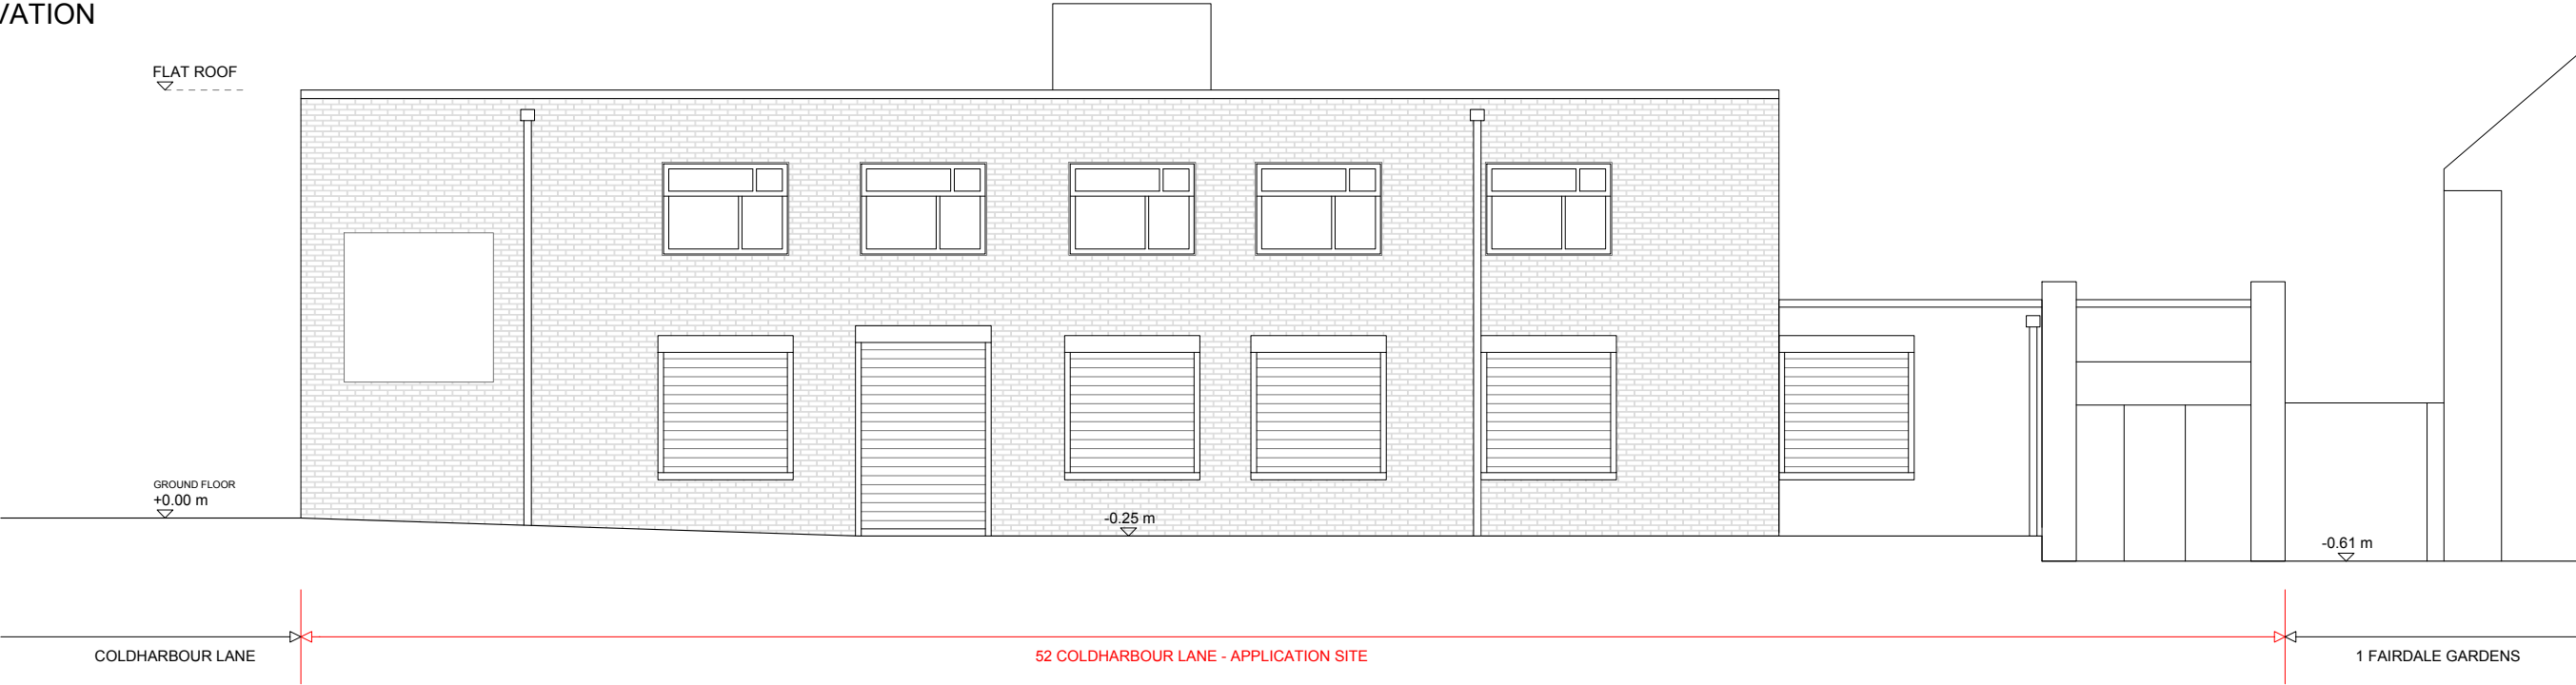 VATION
FLAT ROOF
GROUND FLOOR
+0.00 m
-0.25 m
-0.61 m
COLDHARBOUR LANE
52 COLDHARBOUR LANE - APPLICATION SITE
1 FAIRDALE GARDENS